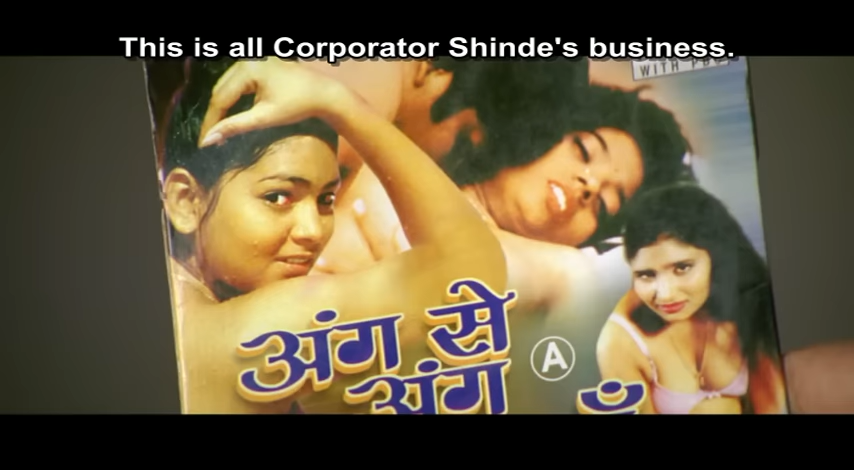 This is all Corporator Shinde's business.
WITH
अंग से
A
अंग